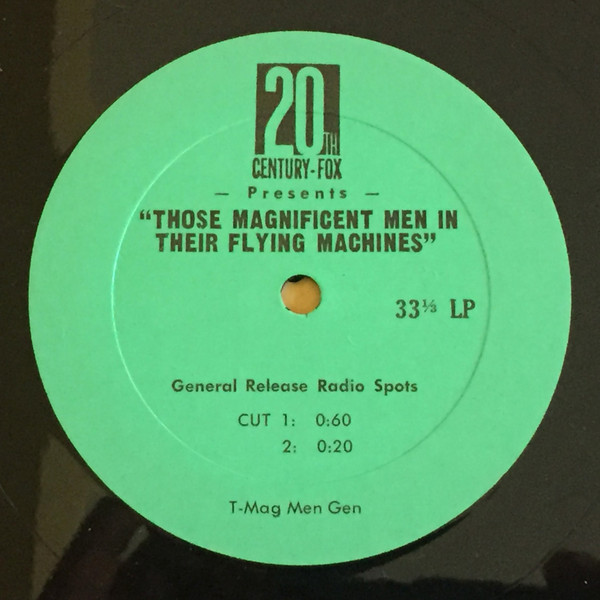 20TH
CENTURY-FOX
— Presents —
"THOSE MAGNIFICENT MEN IN
THEIR FLYING MACHINES"
33⅓ LP
General Release Radio Spots
CUT 1: 0:60
2: 0:20
T-Mag Men Gen